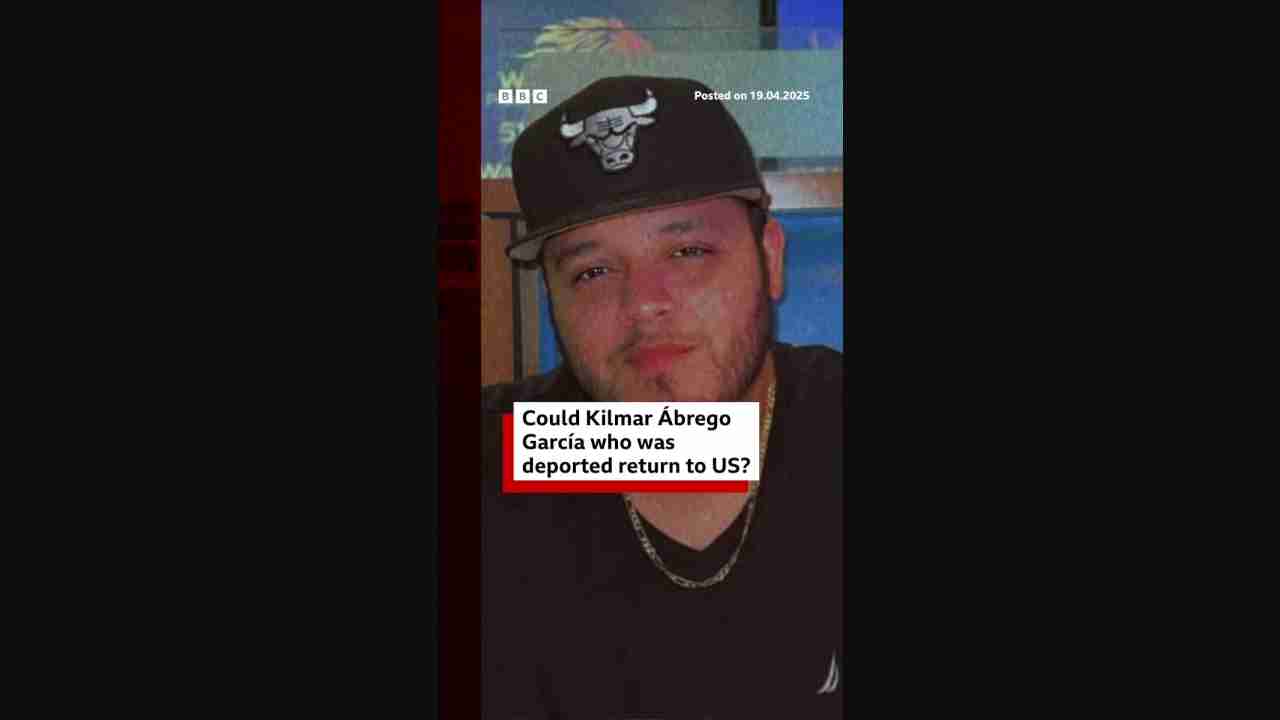 BBC
Posted on 19.04.2025
Could Kilmar Ábrego
García who was
deported return to US?